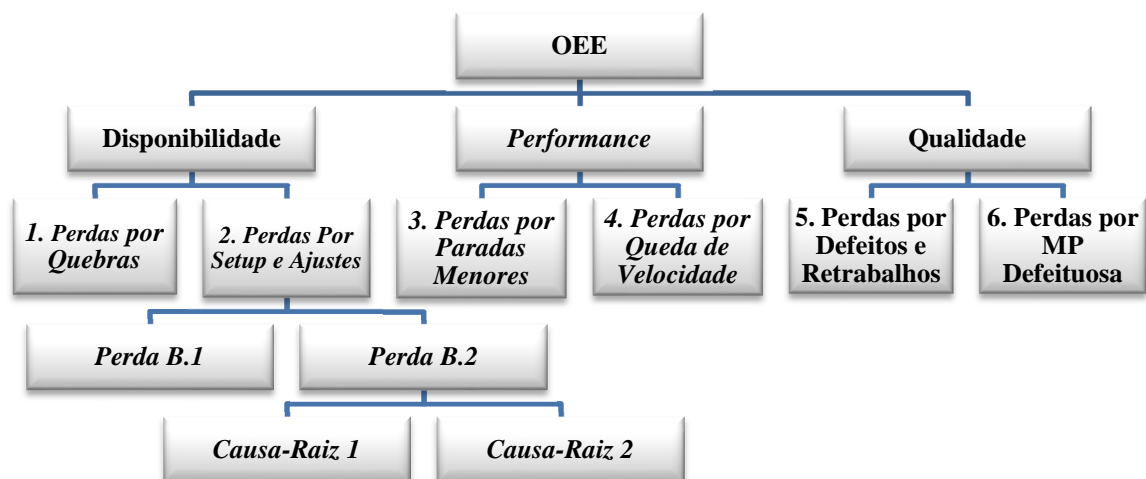 OEE
Disponibilidade
Performance
Qualidade
1. Perdas por
Quebras
2. Perdas Por
Setup e Ajustes
3. Perdas por
Paradas
Menores
4. Perdas por
Queda de
Velocidade
5. Perdas por
Defeitos e
Retrabalhos
6. Perdas por
MP
Defeituosa
Perda B.1
Perda B.2
Causa-Raiz 1
Causa-Raiz 2